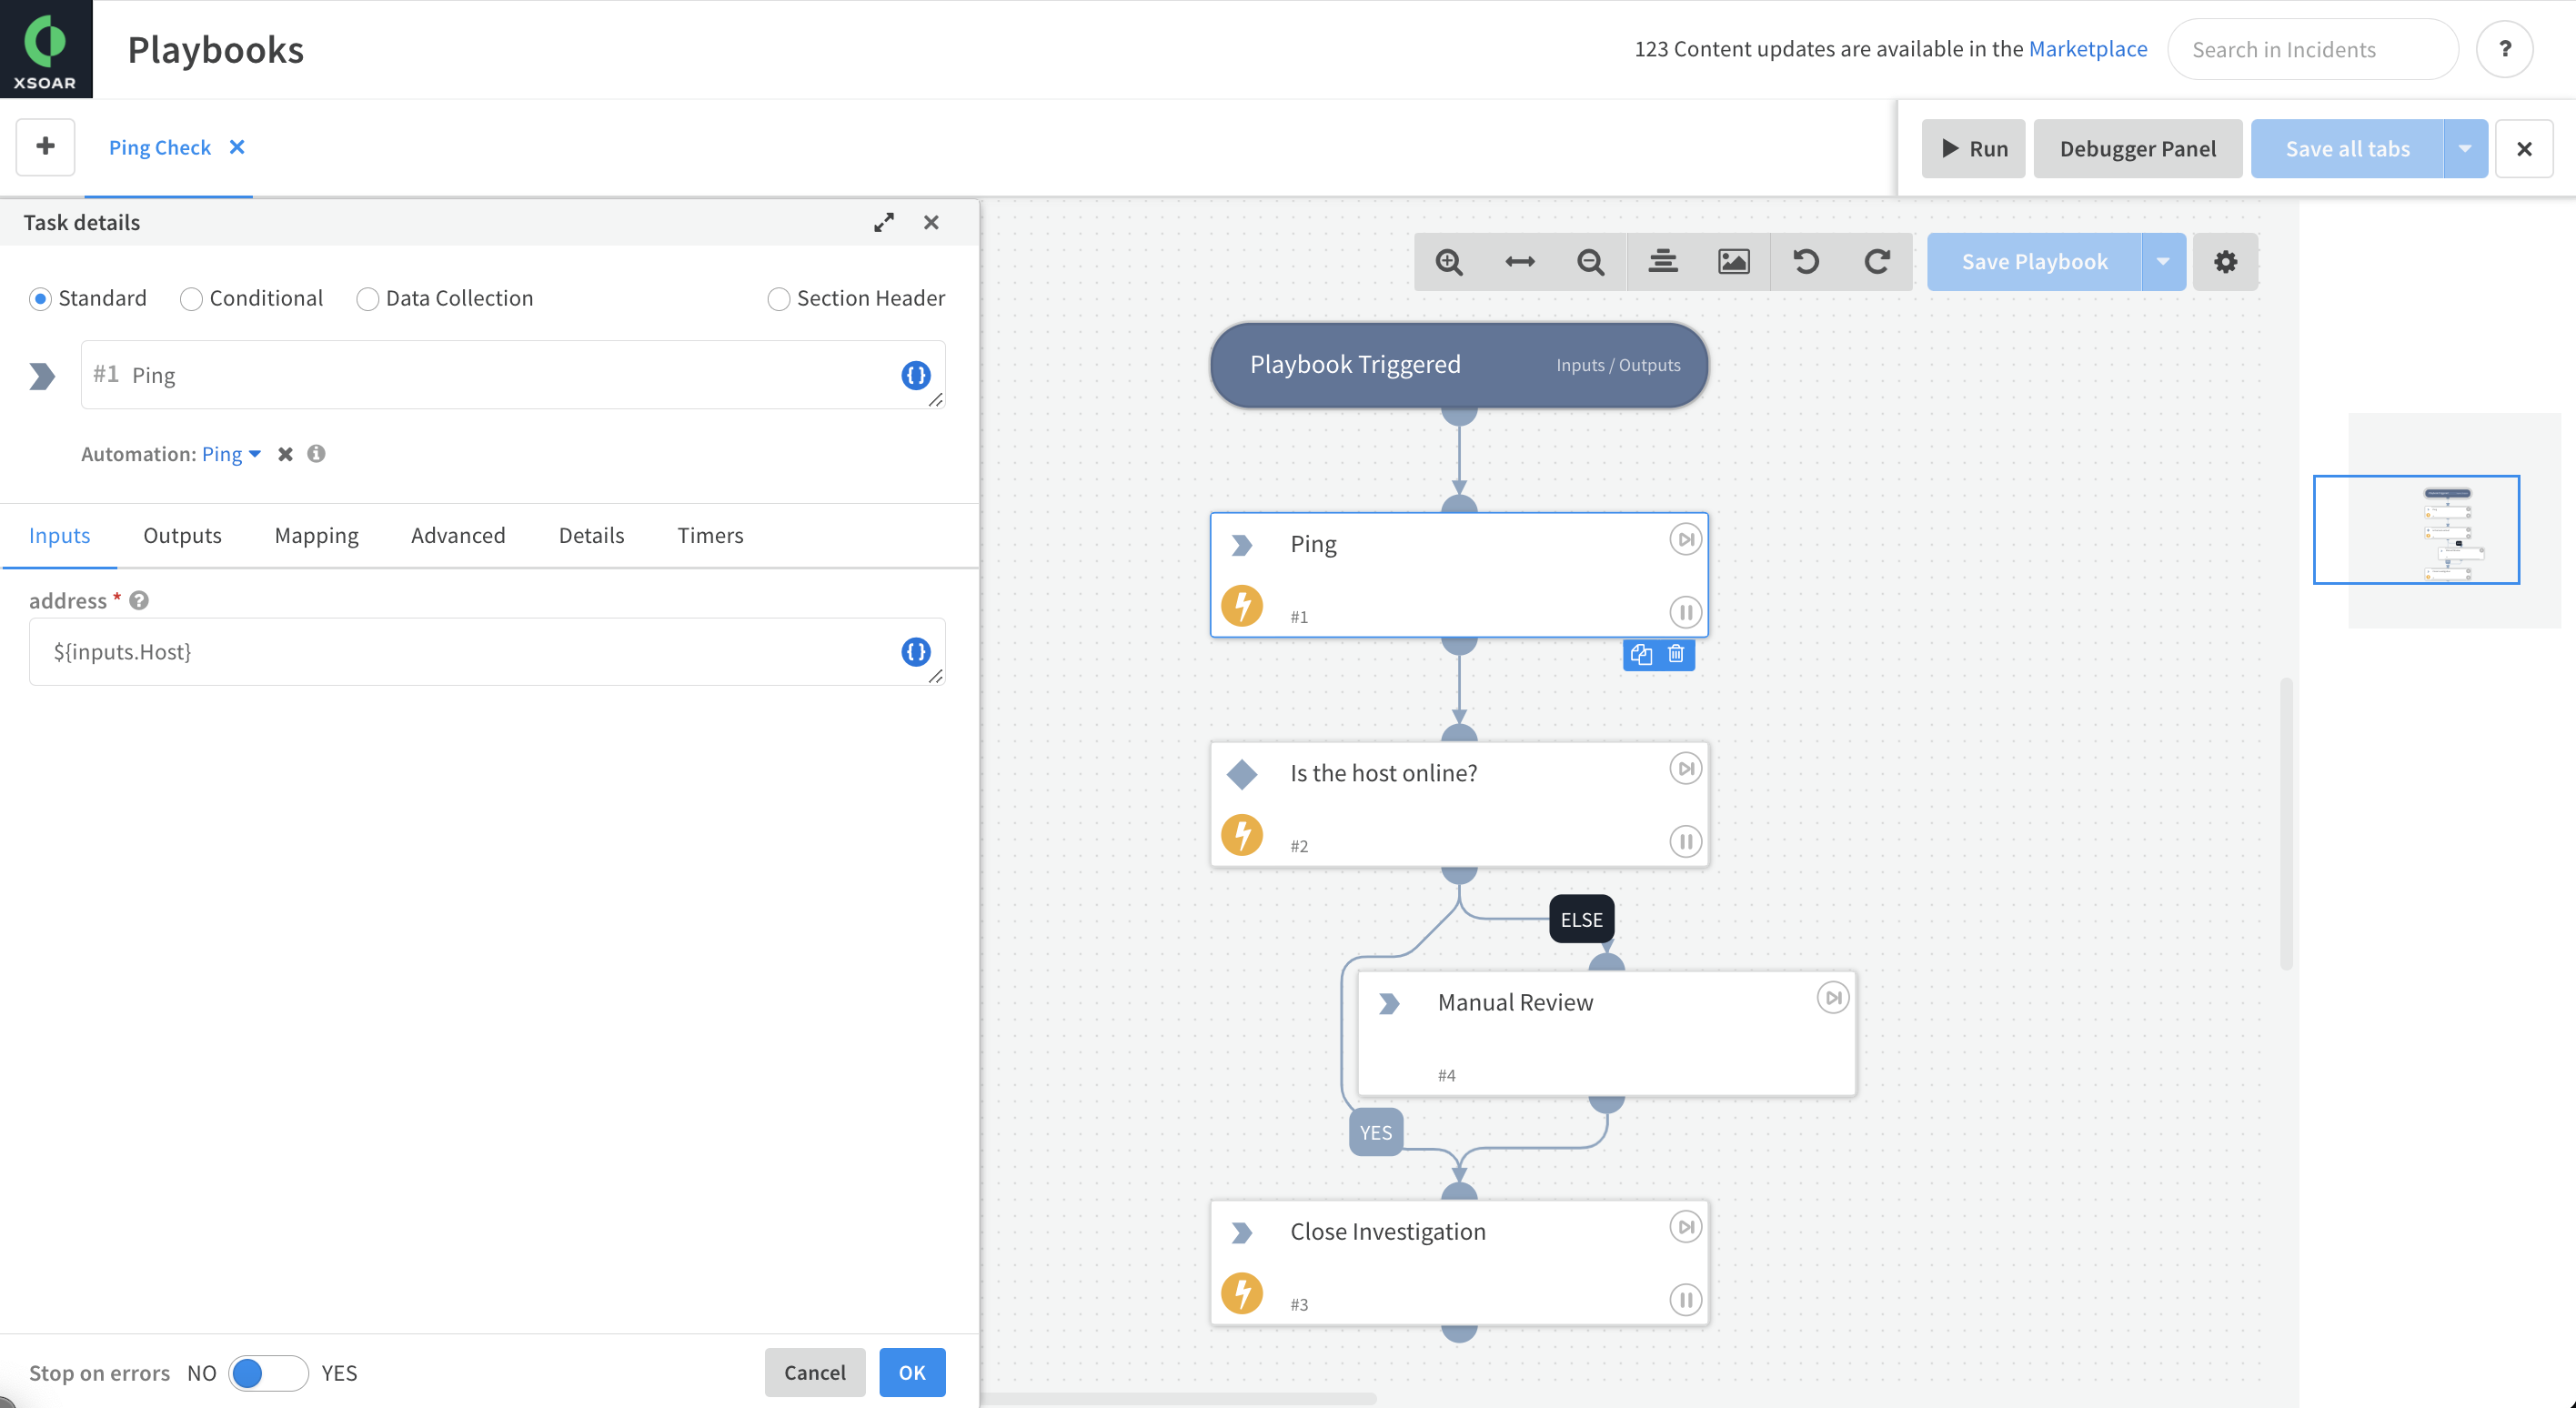 XSOAR
Playbooks
123 Content updates are available in the Marketplace
Search in Incidents
?
+
Ping Check
Run
Debugger Panel
Save all tabs
Task details
Standard
Conditional
Data Collection
Section Header
#1 Ping
Automation: Ping
Inputs
Outputs
Mapping
Advanced
Details
Timers
address *
${inputs.Host}
Stop on errors NO YES
Cancel
OK
Save Playbook
Playbook Triggered
Inputs / Outputs
Ping
#1
Is the host online?
#2
ELSE
Manual Review
#4
YES
Close Investigation
#3